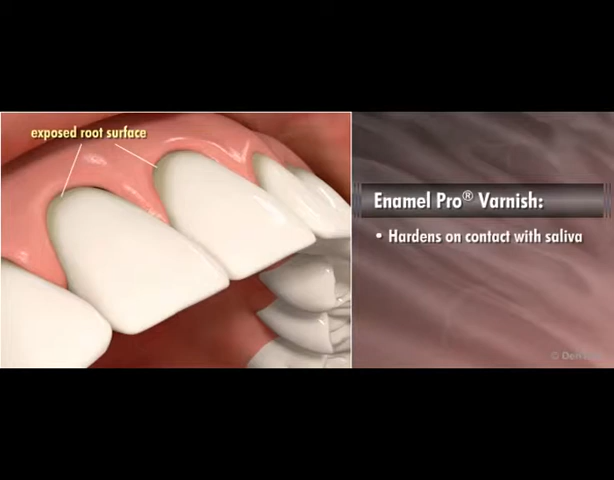 exposed root surface
Enamel Pro® Varnish:
• Hardens on contact with saliva
©